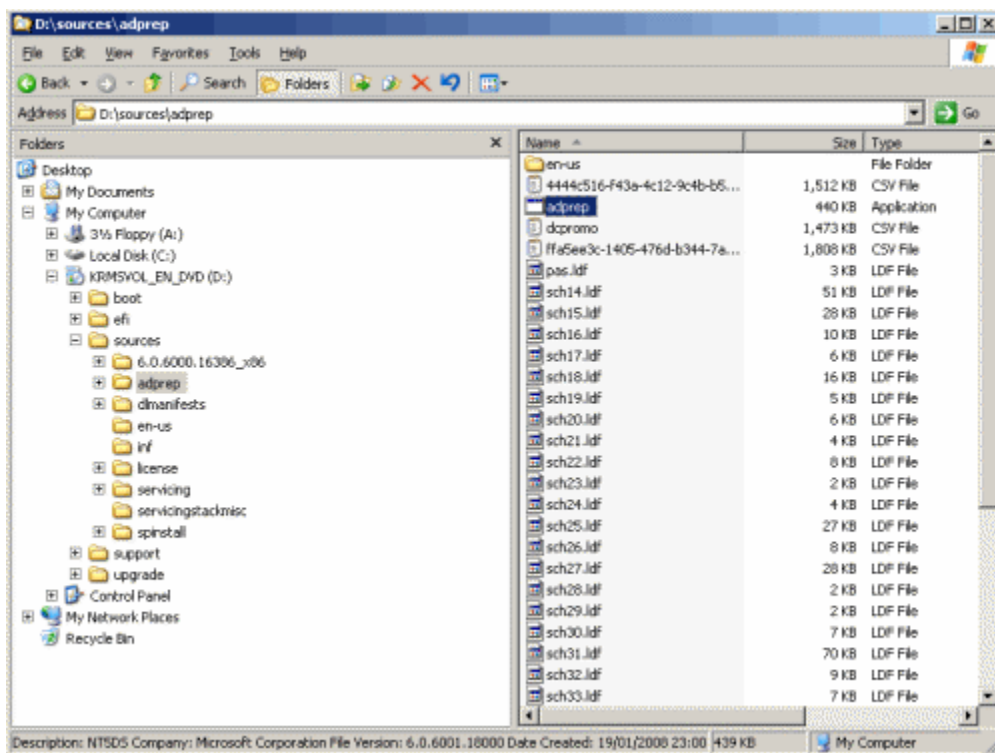 D:\sources\adprep
File Edit View Favorites Tools Help
Back Search Folders
Address D:\sources\adprep Go
Folders
Desktop
My Documents
My Computer
3½ Floppy (A:)
Local Disk (C:)
KRMSVOL_EN_DVD (D:)
boot
efi
sources
6.0.6000.16386_x86
adprep
dlmanifests
en-us
inf
license
servicing
servicingstackmisc
spinstall
support
upgrade
Control Panel
My Network Places
Recycle Bin
Name Size Type
en-us File Folder
4444c516-f43a-4c12-9c4b-b5... 1,512 KB CSV File
adprep 440 KB Application
dcpromo 1,473 KB CSV File
ffa5ee3c-1405-476d-b344-7a... 1,808 KB CSV File
pas.ldf 3 KB LDF File
sch14.ldf 51 KB LDF File
sch15.ldf 28 KB LDF File
sch16.ldf 10 KB LDF File
sch17.ldf 6 KB LDF File
sch18.ldf 16 KB LDF File
sch19.ldf 5 KB LDF File
sch20.ldf 6 KB LDF File
sch21.ldf 4 KB LDF File
sch22.ldf 8 KB LDF File
sch23.ldf 2 KB LDF File
sch24.ldf 4 KB LDF File
sch25.ldf 27 KB LDF File
sch26.ldf 8 KB LDF File
sch27.ldf 28 KB LDF File
sch28.ldf 2 KB LDF File
sch29.ldf 2 KB LDF File
sch30.ldf 7 KB LDF File
sch31.ldf 70 KB LDF File
sch32.ldf 9 KB LDF File
sch33.ldf 7 KB LDF File
Description: NT5DS Company: Microsoft Corporation File Version: 6.0.6001.18000 Date Created: 19/01/2008 23:00 439 KB My Computer